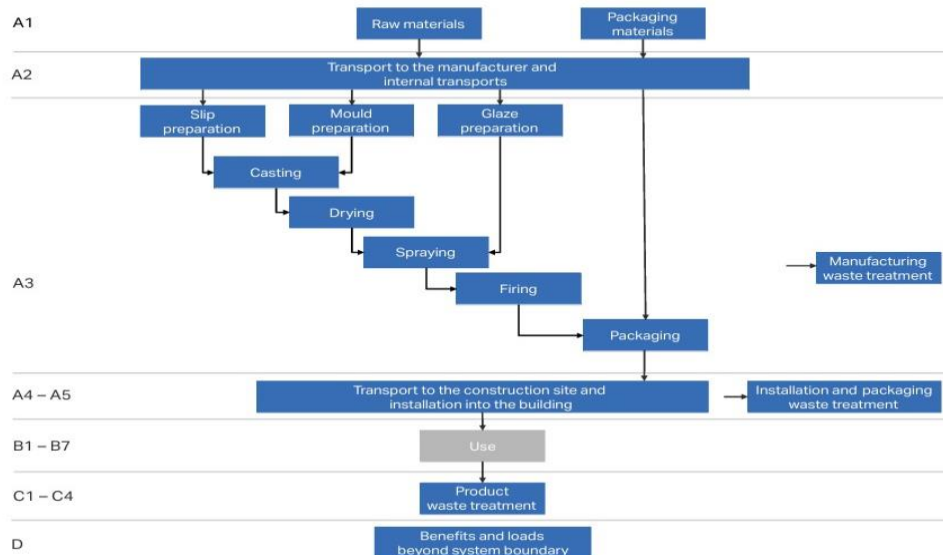 A1
Raw materials
Packaging
materials
A2
Transport to the manufacturer and
internal transports
Slip
preparation
Mould
preparation
Glaze
preparation
Casting
Drying
Spraying
A3
Manufacturing
waste treatment
Firing
Packaging
A4 – A5
Transport to the construction site and
installation into the building
Installation and packaging
waste treatment
B1 – B7
Use
C1 – C4
Product
waste treatment
D
Benefits and loads
beyond system boundary